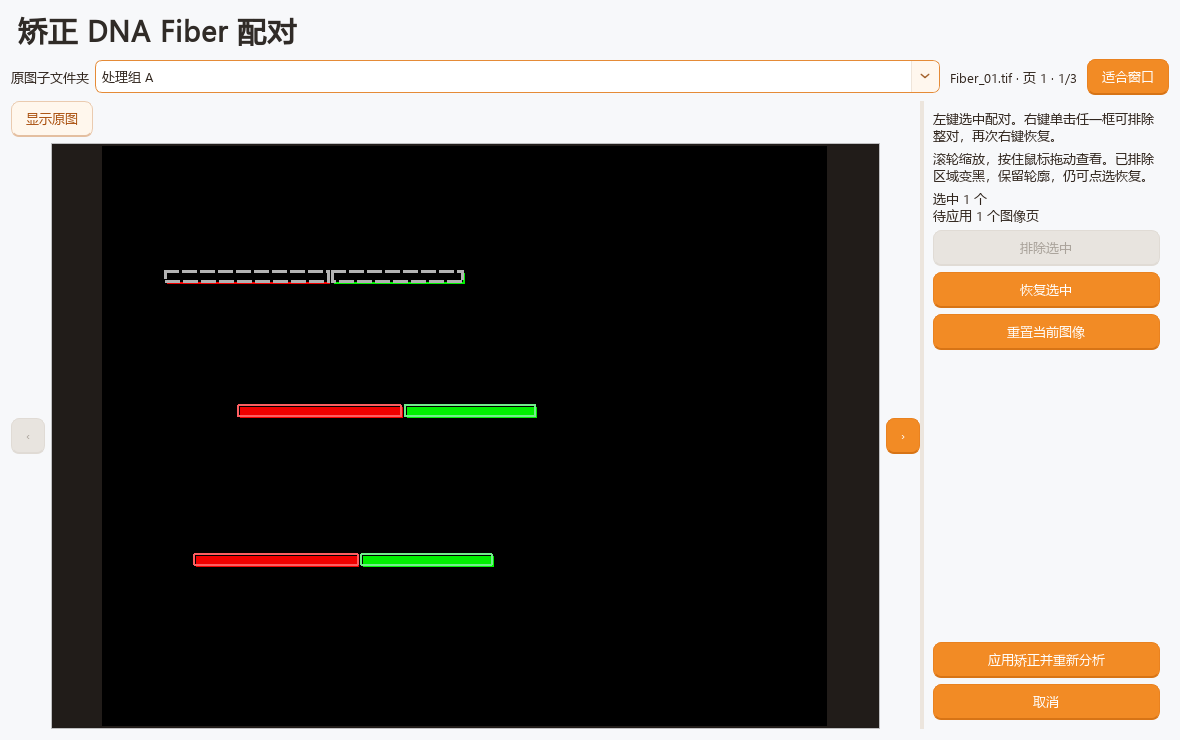 矫正 DNA Fiber 配对
原图子文件夹
处理组 A
Fiber_01.tif · 页 1 · 1/3
适合窗口
显示原图
左键选中配对。右键单击任一框可排除
整对，再次右键恢复。
滚轮缩放，按住鼠标拖动查看。已排除
区域变黑，保留轮廓，仍可点选恢复。
选中 1 个
待应用 1 个图像页
排除选中
恢复选中
重置当前图像
‹
›
应用矫正并重新分析
取消